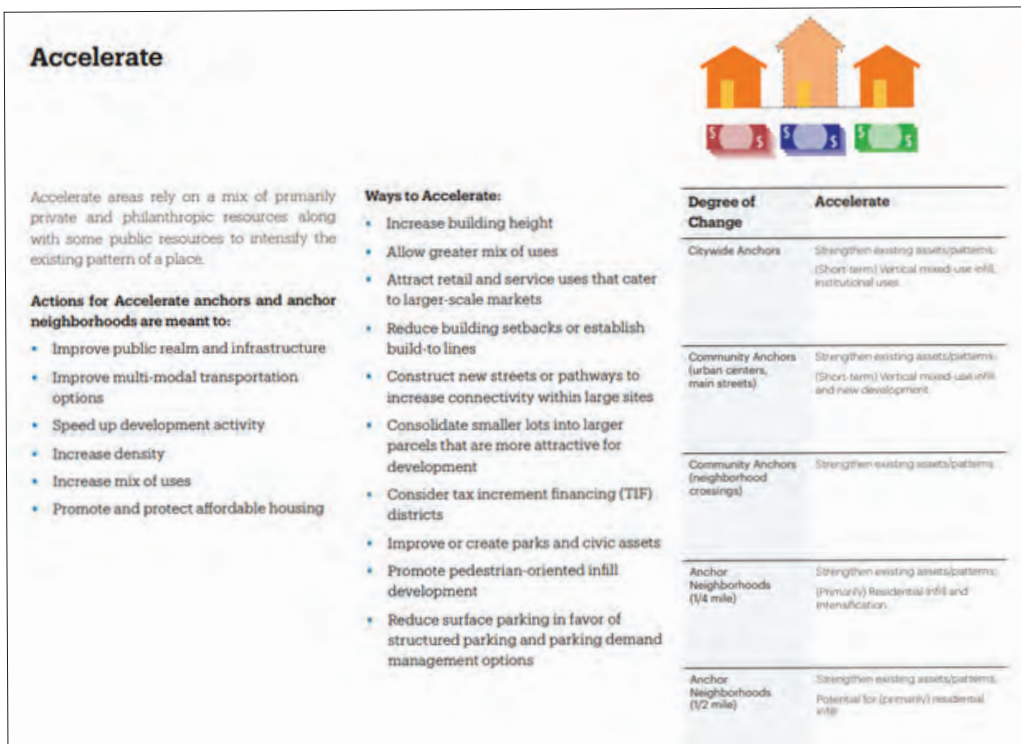 Accelerate
$ $ $ $ $ $
Accelerate areas rely on a mix of primarily
private and philanthropic resources along
with some public resources to intensify the
existing pattern of a place.
Actions for Accelerate anchors and anchor
neighborhoods are meant to:
• Improve public realm and infrastructure
• Improve multi-modal transportation
options
• Speed up development activity
• Increase density
• Increase mix of uses
• Promote and protect affordable housing
Ways to Accelerate:
• Increase building height
• Allow greater mix of uses
• Attract retail and service uses that cater
to larger-scale markets
• Reduce building setbacks or establish
build-to lines
• Construct new streets or pathways to
increase connectivity within large sites
• Consolidate smaller lots into larger
parcels that are more attractive for
development
• Consider tax increment financing (TIF)
districts
• Improve or create parks and civic assets
• Promote pedestrian-oriented infill
development
• Reduce surface parking in favor of
structured parking and parking demand
management options
Degree of
Change
Accelerate
Citywide Anchors
Strengthen existing assets/patterns.
(Short-term) Vertical mixed-use infill,
institutional uses
Community Anchors
(urban centers,
main streets)
Strengthen existing assets/patterns.
(Short-term) Vertical mixed-use infill
and new development
Community Anchors
(neighborhood
crossings)
Strengthen existing assets/patterns
Anchor
Neighborhoods
(1/4 mile)
Strengthen existing assets/patterns.
(Primarily) Residential infill and
intensification
Anchor
Neighborhoods
(1/2 mile)
Strengthen existing assets/patterns.
Potential for (primarily) residential
infill